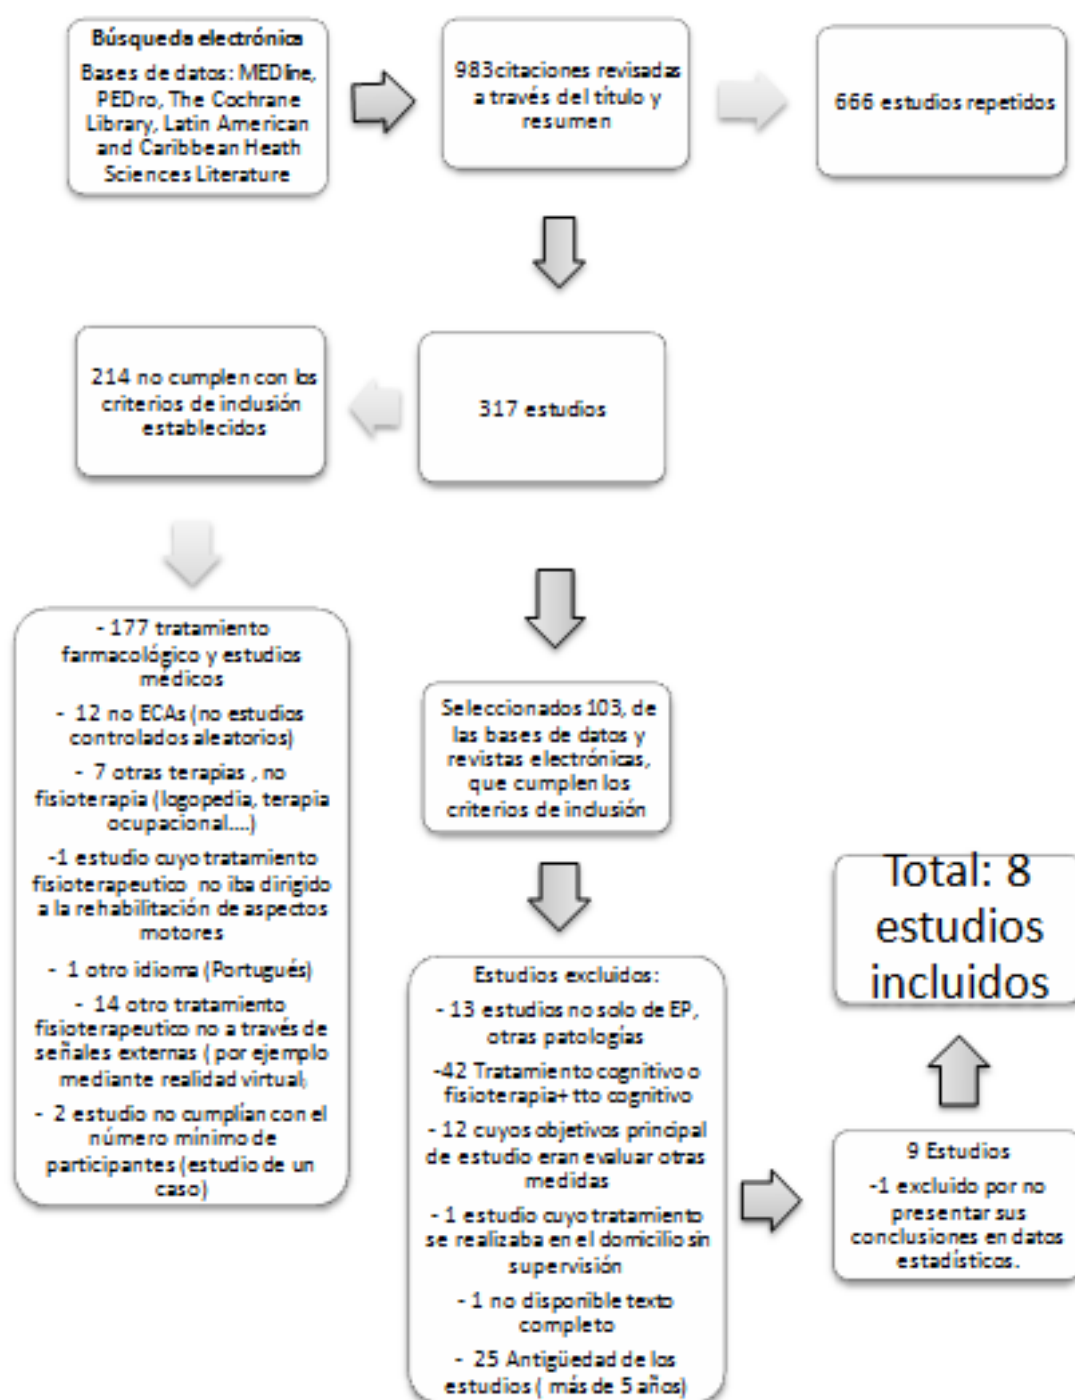 Búsqueda electrónica
Bases de datos: MEDline,
PEDro, The Cochrane
Library, Latin American
and Caribbean Heath
Sciences Literature
983citaciones revisadas
a través del título y
resumen
666 estudios repetidos
214 no cumplen con los
criterios de inclusión
establecidos
317 estudios
- 177 tratamiento
farmacológico y estudios
médicos
- 12 no ECAs (no estudios
controlados aleatorios)
- 7 otras terapias , no
fisioterapia (logopedia, terapia
ocupacional....)
-1 estudio cuyo tratamiento
fisioterapeutico no iba dirigido
a la rehabilitación de aspectos
motores
- 1 otro idioma (Portugués)
- 14 otro tratamiento
fisioterapeutico no a través de
señales externas ( por ejemplo
mediante realidad virtual,
- 2 estudio no cumplían con el
número mínimo de
participantes (estudio de un
caso)
Seleccionados 103, de
las bases de datos y
revistas electrónicas,
que cumplen los
criterios de inclusión
Estudios excluidos:
- 13 estudios no solo de EP,
otras patologías
-42 Tratamiento cognitivo o
fisioterapia+ tto cognitivo
- 12 cuyos objetivos principal
de estudio eran evaluar otras
medidas
- 1 estudio cuyo tratamiento
se realizaba en el domicilio sin
supervisión
- 1 no disponible texto
completo
- 25 Antigüedad de los
estudios ( más de 5 años)
9 Estudios
-1 excluido por no
presentar sus
conclusiones en datos
estadísticos.
Total: 8
estudios
incluidos